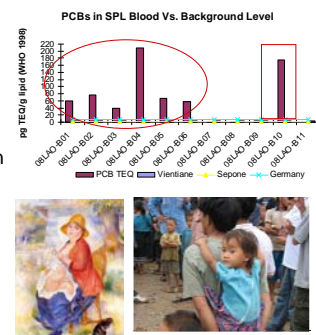 PCBs in SPL Blood Vs. Background Level
pg TEQ/g lipid (WHO 1998)
220
200
180
160
140
120
100
80
60
40
20
0
08LAO-B01
08LAO-B02
08LAO-B03
08LAO-B04
08LAO-B05
08LAO-B06
08LAO-B07
08LAO-B08
08LAO-B09
08LAO-B10
08LAO-B11
PCB TEQ Vientiane Sepone Germany